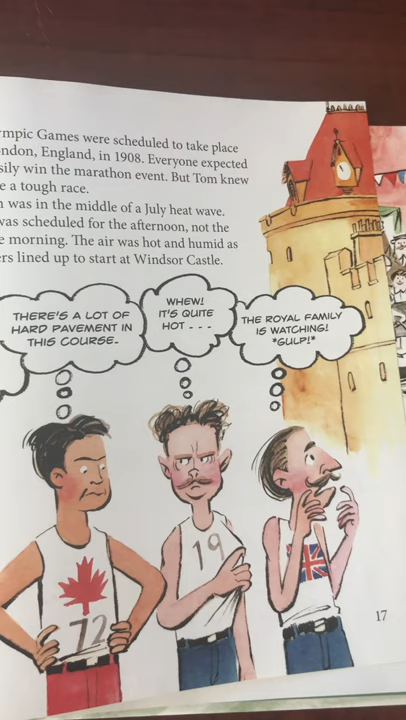 ympic Games were scheduled to take place
ndon, England, in 1908. Everyone expected
sily win the marathon event. But Tom knew
e a tough race.
n was in the middle of a July heat wave.
was scheduled for the afternoon, not the
e morning. The air was hot and humid as
ers lined up to start at Windsor Castle.
THERE'S A LOT OF
HARD PAVEMENT IN
THIS COURSE.
WHEW!
IT'S QUITE
HOT - - -
THE ROYAL FAMILY
IS WATCHING!
*GULP!*
72
19
17